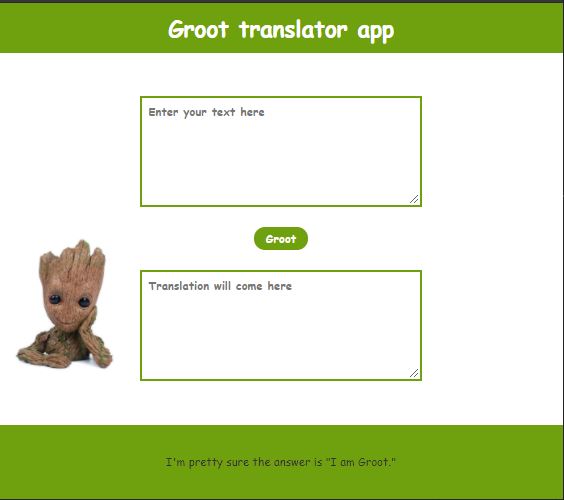 Groot translator app
Enter your text here
Groot
Translation will come here
I'm pretty sure the answer is "I am Groot."